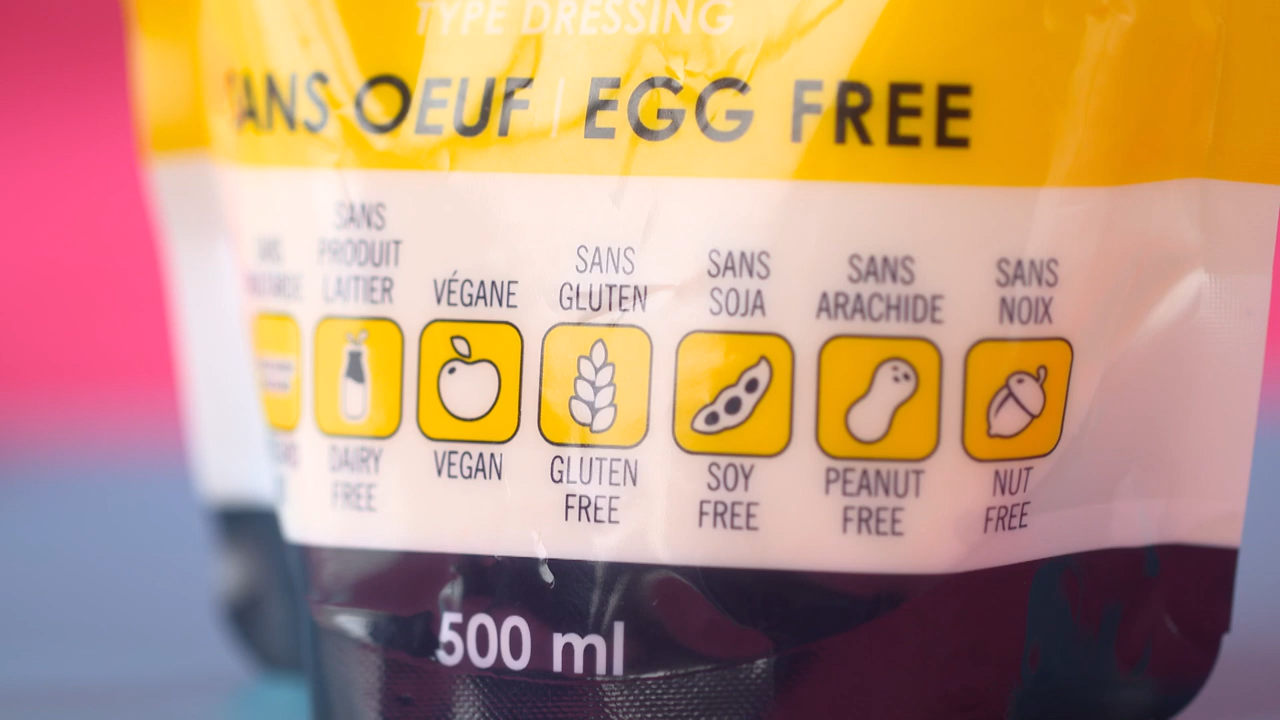 TYPE DRESSING
SANS OEUF | EGG FREE
SANS
PRODUIT
LAITIER
VÉGANE
SANS
GLUTEN
SANS
SOJA
SANS
ARACHIDE
SANS
NOIX
DAIRY
FREE
VEGAN
GLUTEN
FREE
SOY
FREE
PEANUT
FREE
NUT
FREE
500 ml